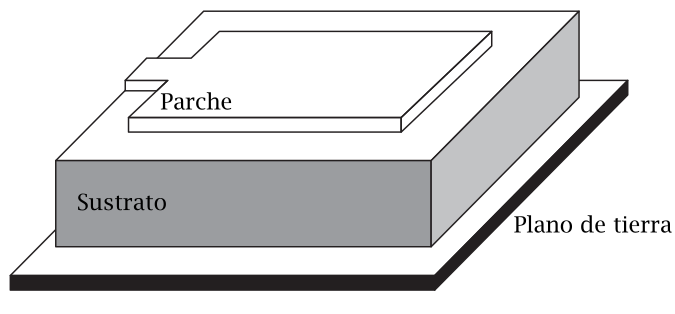 Parche
Sustrato
Plano de tierra